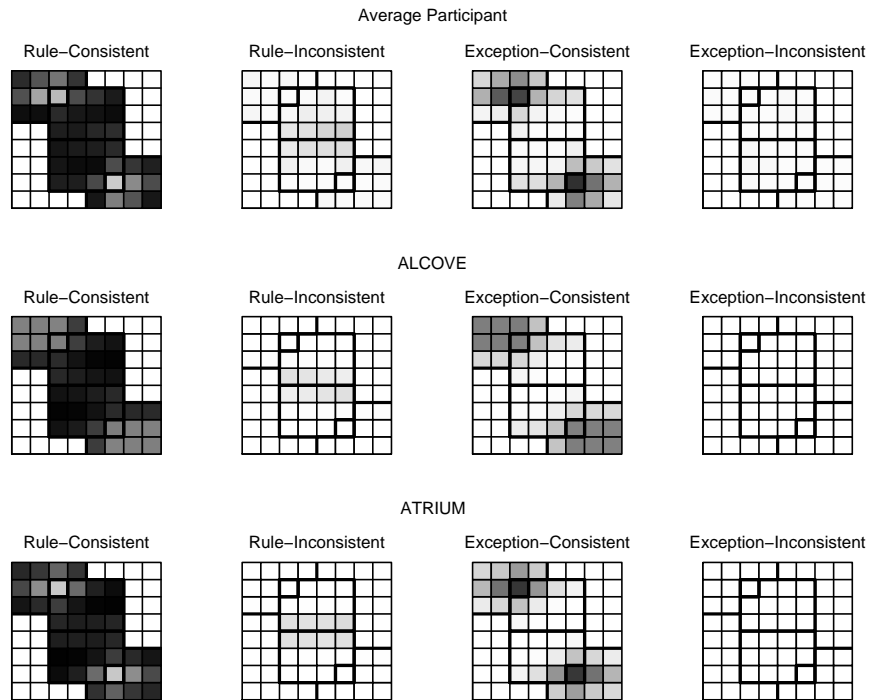 Average Participant
Rule−Consistent Rule−Inconsistent Exception−Consistent Exception−Inconsistent
ALCOVE
Rule−Consistent Rule−Inconsistent Exception−Consistent Exception−Inconsistent
ATRIUM
Rule−Consistent Rule−Inconsistent Exception−Consistent Exception−Inconsistent